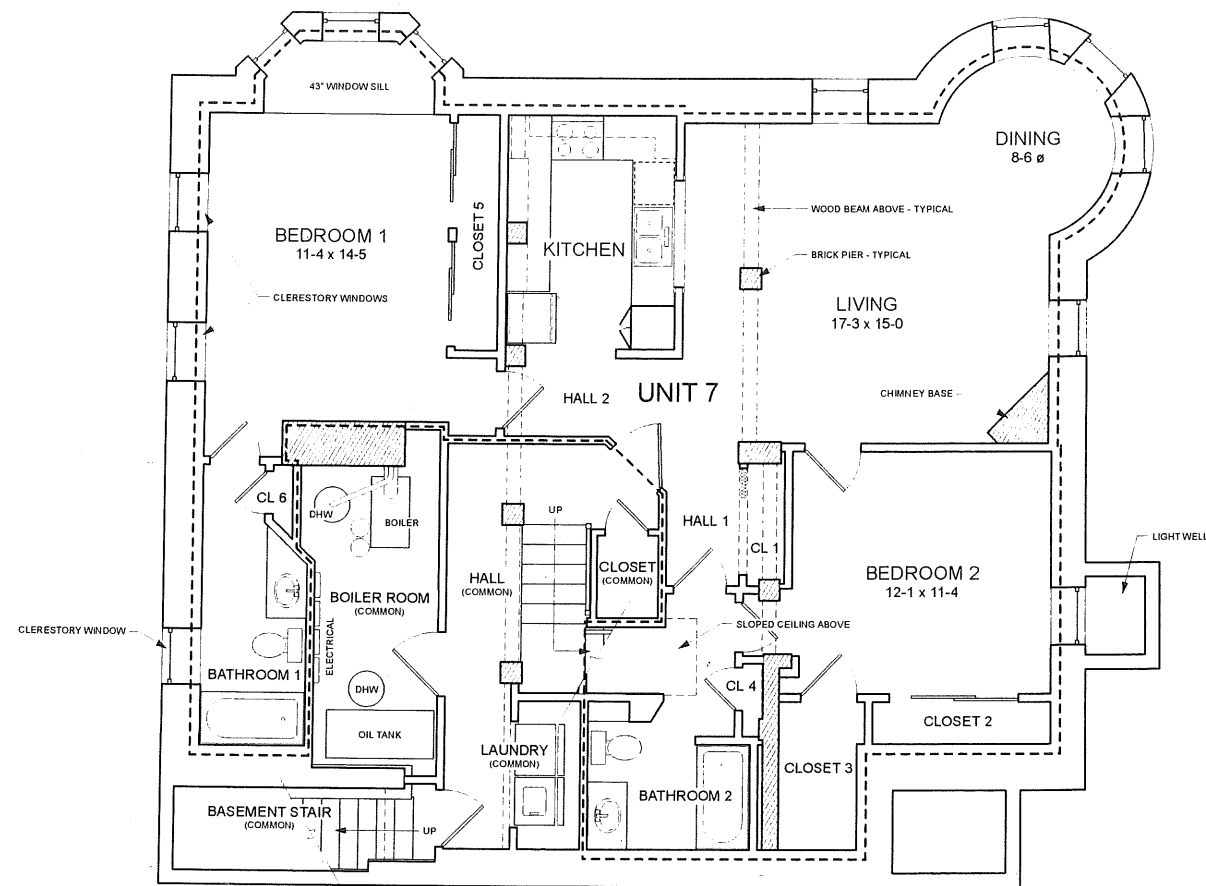 43" WINDOW SILL
DINING
8-6 ø
WOOD BEAM ABOVE - TYPICAL
BEDROOM 1
11-4 x 14-5
CLOSET 5
KITCHEN
BRICK PIER - TYPICAL
CLERESTORY WINDOWS
LIVING
17-3 x 15-0
HALL 2
UNIT 7
CHIMNEY BASE
CL 6
DHW
BOILER
UP
HALL 1
CL 1
LIGHT WELL
CLOSET
(COMMON)
HALL
(COMMON)
BEDROOM 2
12-1 x 11-4
BOILER ROOM
(COMMON)
ELECTRICAL
CLERESTORY WINDOW
SLOPED CEILING ABOVE
BATHROOM 1
DHW
CL 4
OIL TANK
CLOSET 2
LAUNDRY
(COMMON)
CLOSET 3
BATHROOM 2
BASEMENT STAIR
(COMMON)
UP